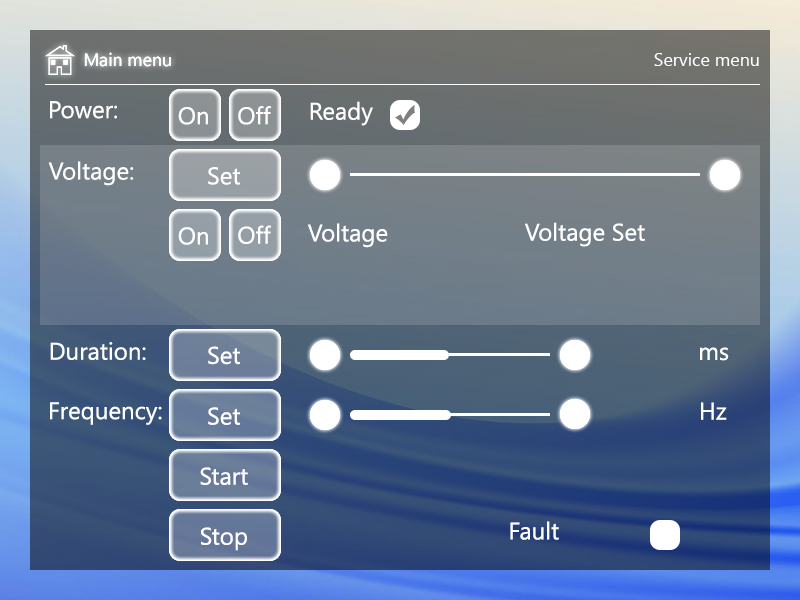 Main menu Service menu
Power: On Off Ready
Voltage: Set
On Off Voltage Voltage Set
Duration: Set ms
Frequency: Set Hz
Start
Stop Fault